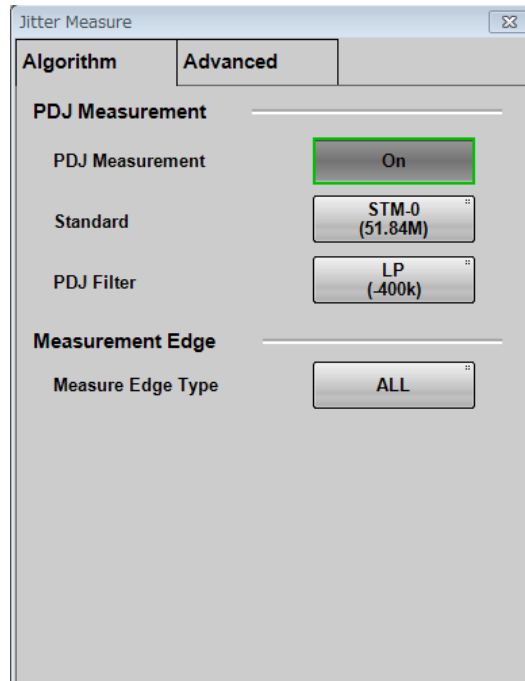 Jitter Measure
Algorithm Advanced
PDJ Measurement
PDJ Measurement On
Standard STM-0
(51.84M)
PDJ Filter LP
(-400k)
Measurement Edge
Measure Edge Type ALL